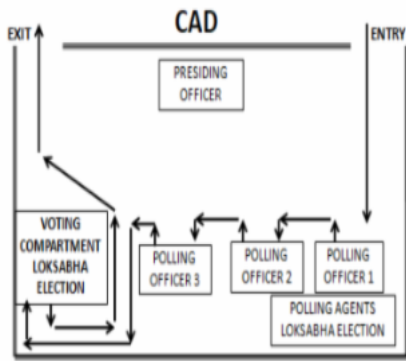 CAD
EXIT
ENTRY
PRESIDING
OFFICER
VOTING
COMPARTMENT
LOKSABHA
ELECTION
POLLING
OFFICER 3
POLLING
OFFICER 2
POLLING
OFFICER 1
POLLING AGENTS
LOKSABHA ELECTION